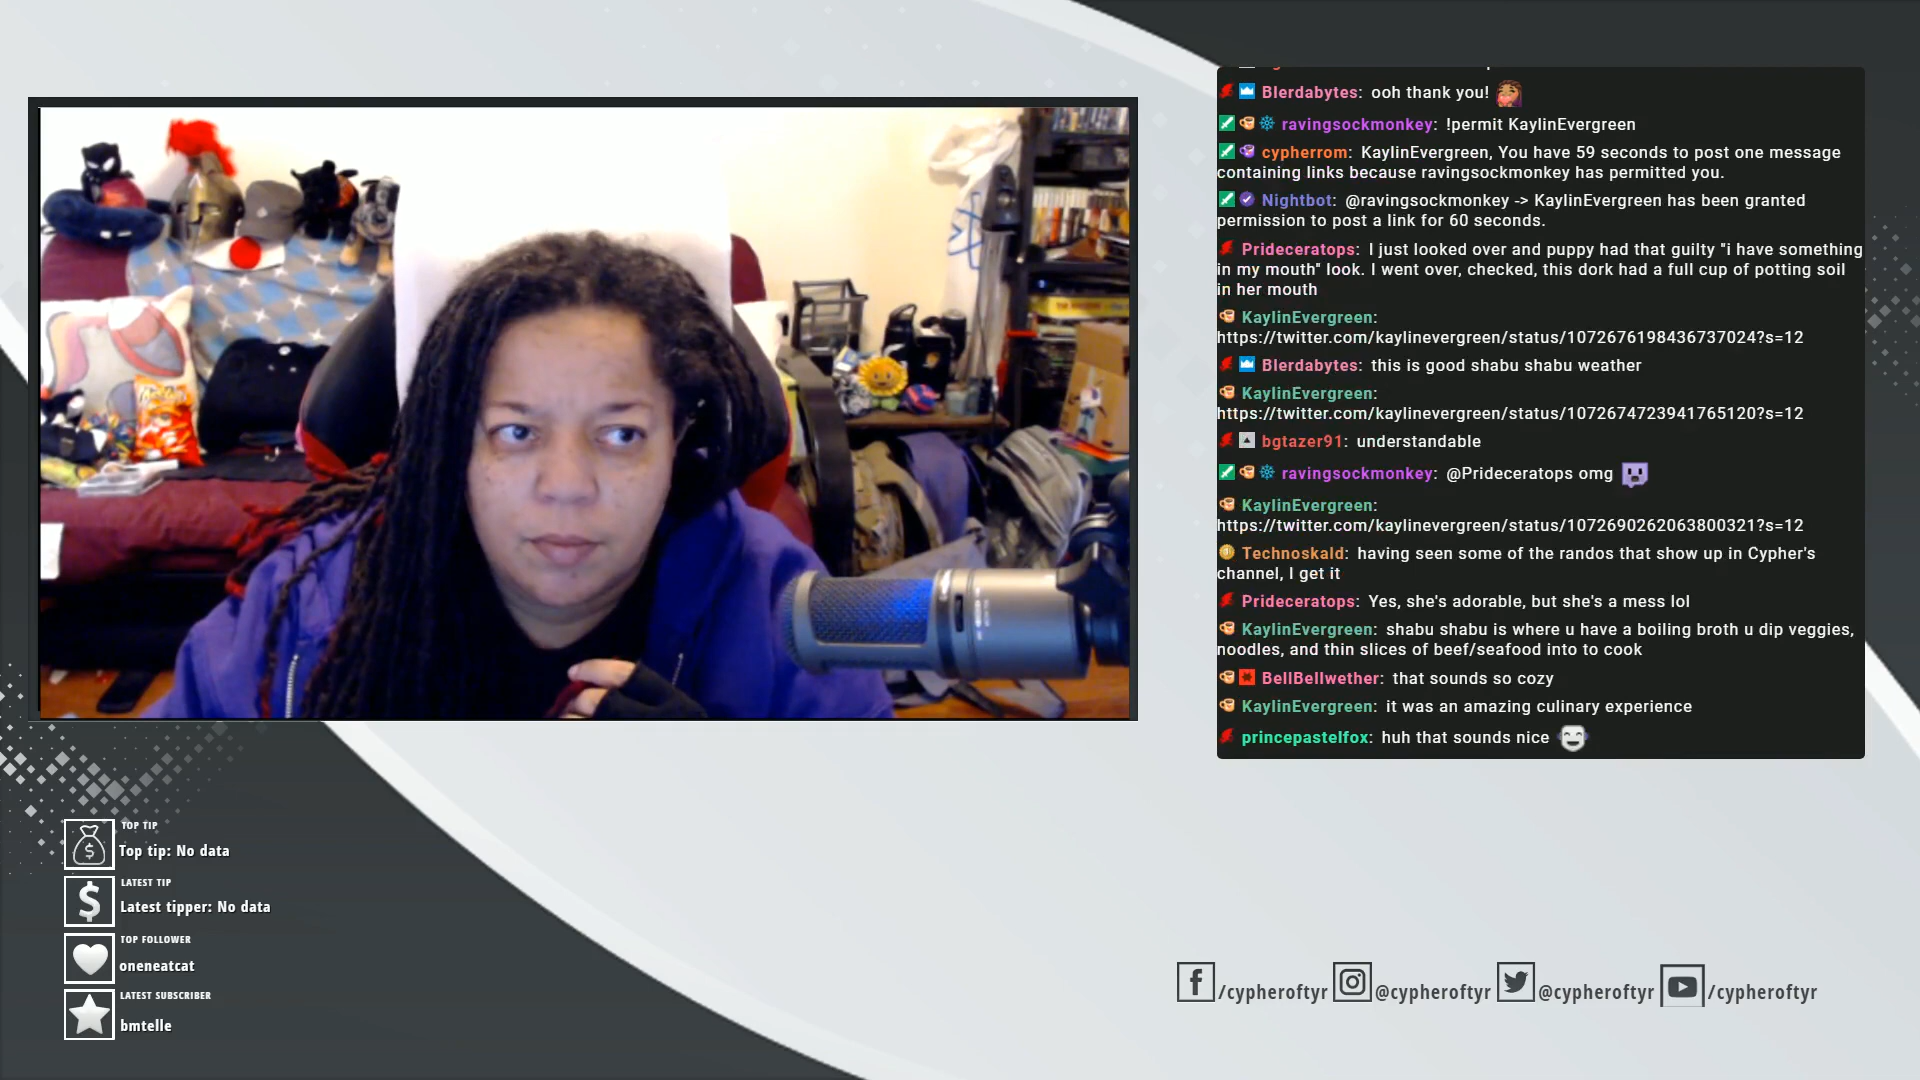 Blerdabytes: ooh thank you!
ravingsockmonkey: !permit KaylinEvergreen
cypherrom: KaylinEvergreen, You have 59 seconds to post one message
containing links because ravingsockmonkey has permitted you.
Nightbot: @ravingsockmonkey -> KaylinEvergreen has been granted
permission to post a link for 60 seconds.
Prideceratops: I just looked over and puppy had that guilty "i have something
in my mouth" look. I went over, checked, this dork had a full cup of potting soil
in her mouth
KaylinEvergreen:
https://twitter.com/kaylinevergreen/status/1072676198436737024?s=12
Blerdabytes: this is good shabu shabu weather
KaylinEvergreen:
https://twitter.com/kaylinevergreen/status/1072674723941765120?s=12
bgtazer91: understandable
ravingsockmonkey: @Prideceratops omg
KaylinEvergreen:
https://twitter.com/kaylinevergreen/status/1072690262063800321?s=12
Technoskald: having seen some of the randos that show up in Cypher's
channel, I get it
Prideceratops: Yes, she's adorable, but she's a mess lol
KaylinEvergreen: shabu shabu is where u have a boiling broth u dip veggies,
noodles, and thin slices of beef/seafood into to cook
BellBellwether: that sounds so cozy
KaylinEvergreen: it was an amazing culinary experience
princepastelfox: huh that sounds nice
TOP TIP
Top tip: No data
LATEST TIP
Latest tipper: No data
TOP FOLLOWER
oneneatcat
LATEST SUBSCRIBER
bmtelle
/cypheroftyr @cypheroftyr @cypheroftyr /cypheroftyr